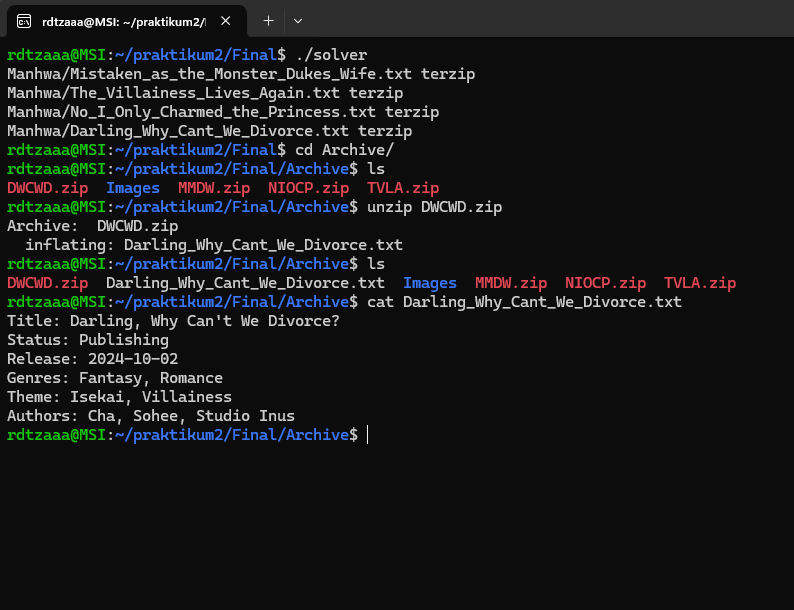 rdtzaaa@MSI: ~/praktikum2/
rdtzaaa@MSI:~/praktikum2/Final$ ./solver
Manhwa/Mistaken_as_the_Monster_Dukes_Wife.txt terzip
Manhwa/The_Villainess_Lives_Again.txt terzip
Manhwa/No_I_Only_Charmed_the_Princess.txt terzip
Manhwa/Darling_Why_Cant_We_Divorce.txt terzip
rdtzaaa@MSI:~/praktikum2/Final$ cd Archive/
rdtzaaa@MSI:~/praktikum2/Final/Archive$ ls
DWCWD.zip  Images  MMDW.zip  NIOCP.zip  TVLA.zip
rdtzaaa@MSI:~/praktikum2/Final/Archive$ unzip DWCWD.zip
Archive:  DWCWD.zip
  inflating: Darling_Why_Cant_We_Divorce.txt
rdtzaaa@MSI:~/praktikum2/Final/Archive$ ls
DWCWD.zip  Darling_Why_Cant_We_Divorce.txt  Images  MMDW.zip  NIOCP.zip  TVLA.zip
rdtzaaa@MSI:~/praktikum2/Final/Archive$ cat Darling_Why_Cant_We_Divorce.txt
Title: Darling, Why Can't We Divorce?
Status: Publishing
Release: 2024-10-02
Genres: Fantasy, Romance
Theme: Isekai, Villainess
Authors: Cha, Sohee, Studio Inus
rdtzaaa@MSI:~/praktikum2/Final/Archive$